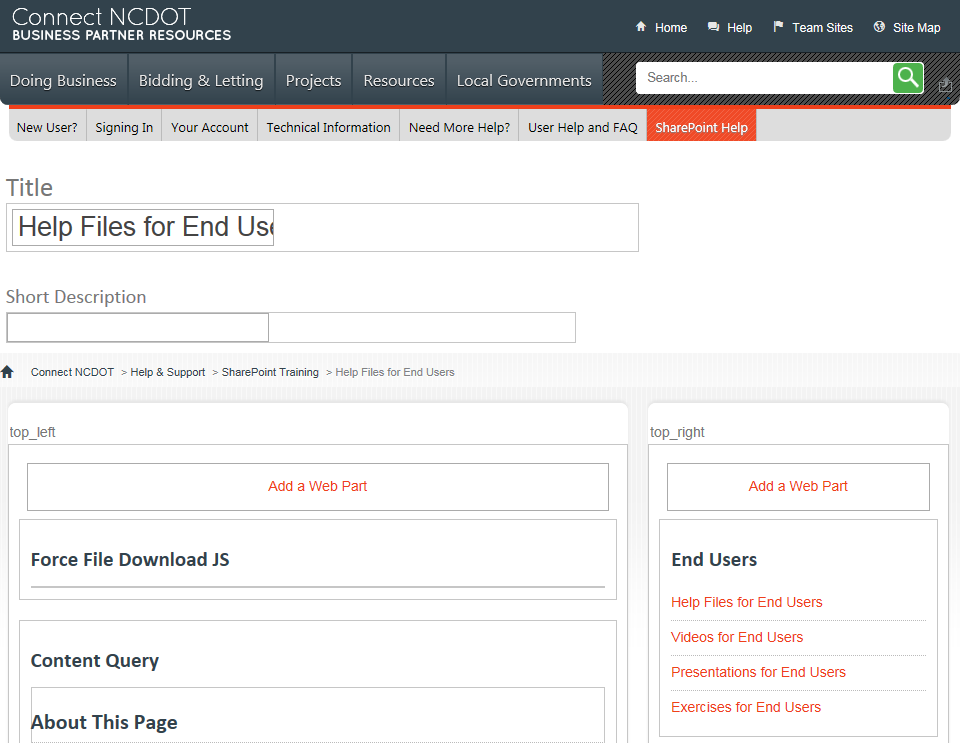 Connect NCDOT
BUSINESS PARTNER RESOURCES
Home Help Team Sites Site Map
Doing Business Bidding & Letting Projects Resources Local Governments Search...
New User? Signing In Your Account Technical Information Need More Help? User Help and FAQ SharePoint Help
Title
Help Files for End Use
Short Description
Connect NCDOT > Help & Support > SharePoint Training > Help Files for End Users
top_left
Add a Web Part
Force File Download JS
Content Query
About This Page
top_right
Add a Web Part
End Users
Help Files for End Users
Videos for End Users
Presentations for End Users
Exercises for End Users